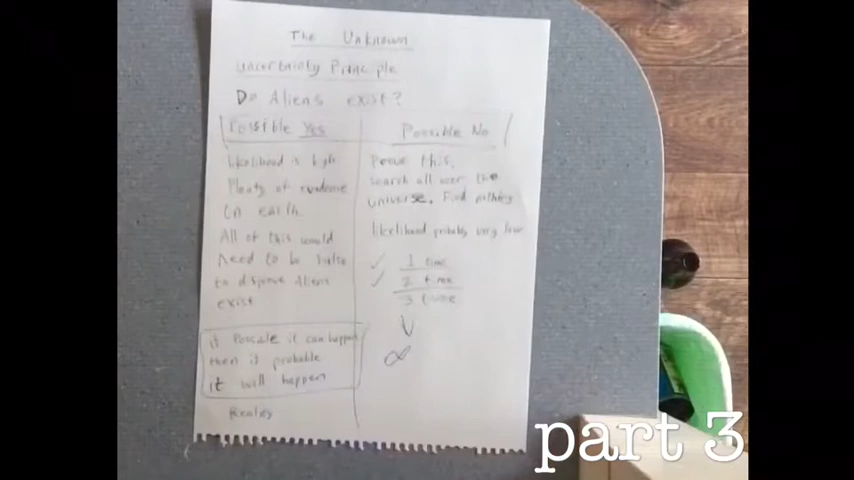 The Unknown
Uncertainty Principle
Do Aliens exist?
Possible Yes
Likelihood is high
Plenty of evidence
on earth.
All of this would
need to be false
to disprove Aliens
exist
if Possable it can happen
then it probable
it will happen
Possible No
Prove this.
search all over the
universe. Find nothing
likelihood probably very low
✓ 1 time
✓ 2 time
3 time
∞
part 3